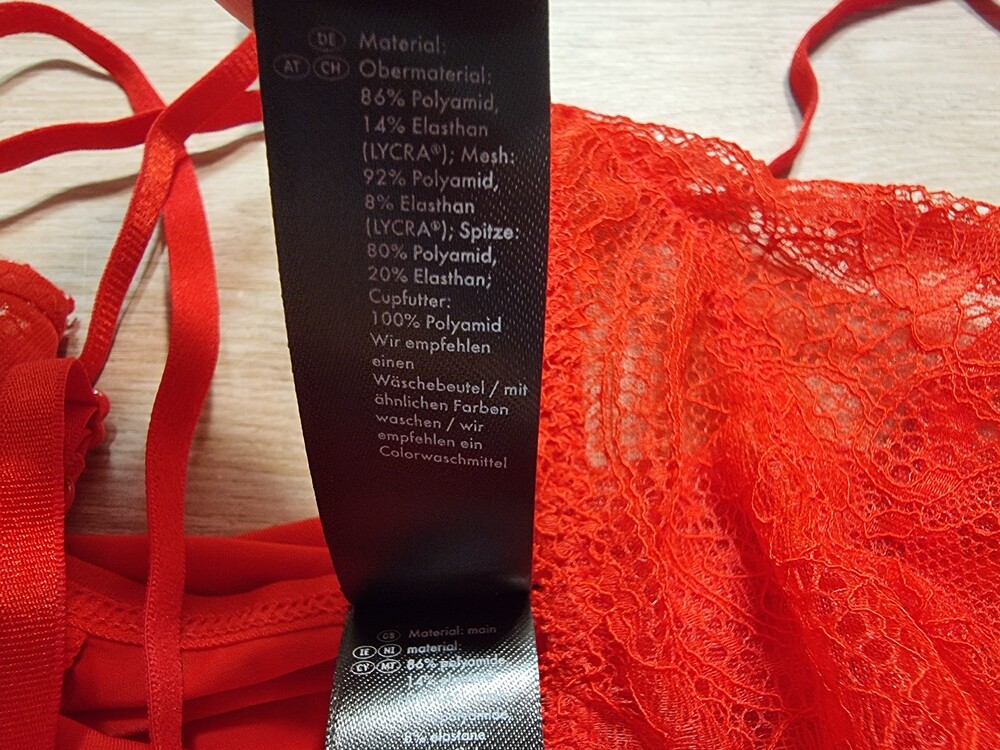 DE Material:
AT CH Obermaterial:
86% Polyamid,
14% Elasthan
(LYCRA®); Mesh:
92% Polyamid,
8% Elasthan
(LYCRA®); Spitze:
80% Polyamid,
20% Elasthan;
Cupfutter:
100% Polyamid
Wir empfehlen
einen
Wäschebeutel / mit
ähnlichen Farben
waschen / wir
empfehlen ein
Colorwaschmittel
GB Material: main
IE NI material:
CY MT 86% polyamide,
8% elastane